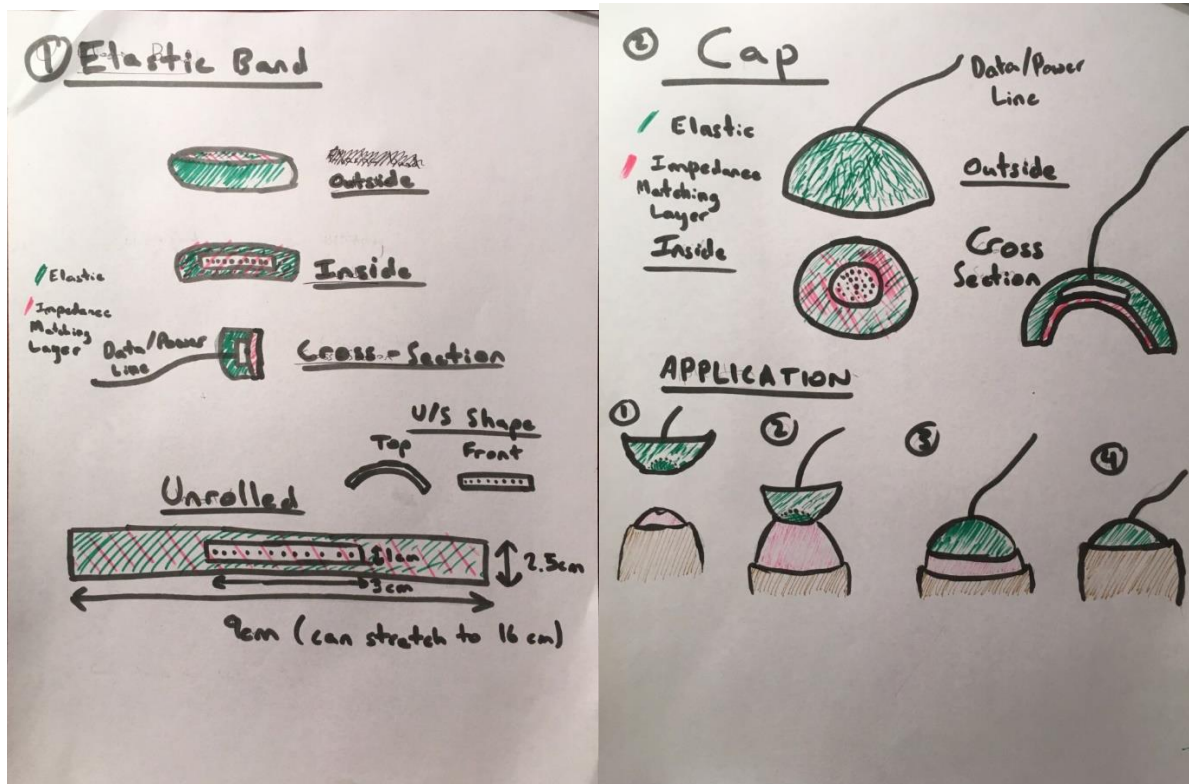 ① Elastic Band
Outside
Inside
Elastic
Impedance
Matching
Layer
Data/Power
Line
Cross-Section
U/S Shape
Top
Front
Unrolled
1cm
3cm
2.5cm
9cm (can stretch to 16 cm)
② Cap
Data/Power
Line
Elastic
Impedance
Matching
Layer
Outside
Inside
Cross
Section
APPLICATION
①
②
③
④